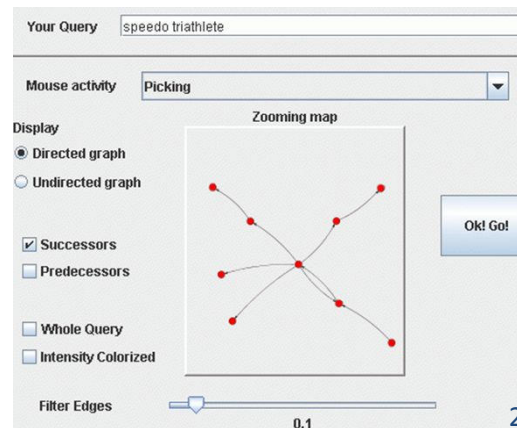 Your Query speedo triathlete
Mouse activity Picking
Zooming map
Display
Directed graph
Undirected graph
Ok! Go!
Successors
Predecessors
Whole Query
Intensity Colorized
Filter Edges
0.1
2